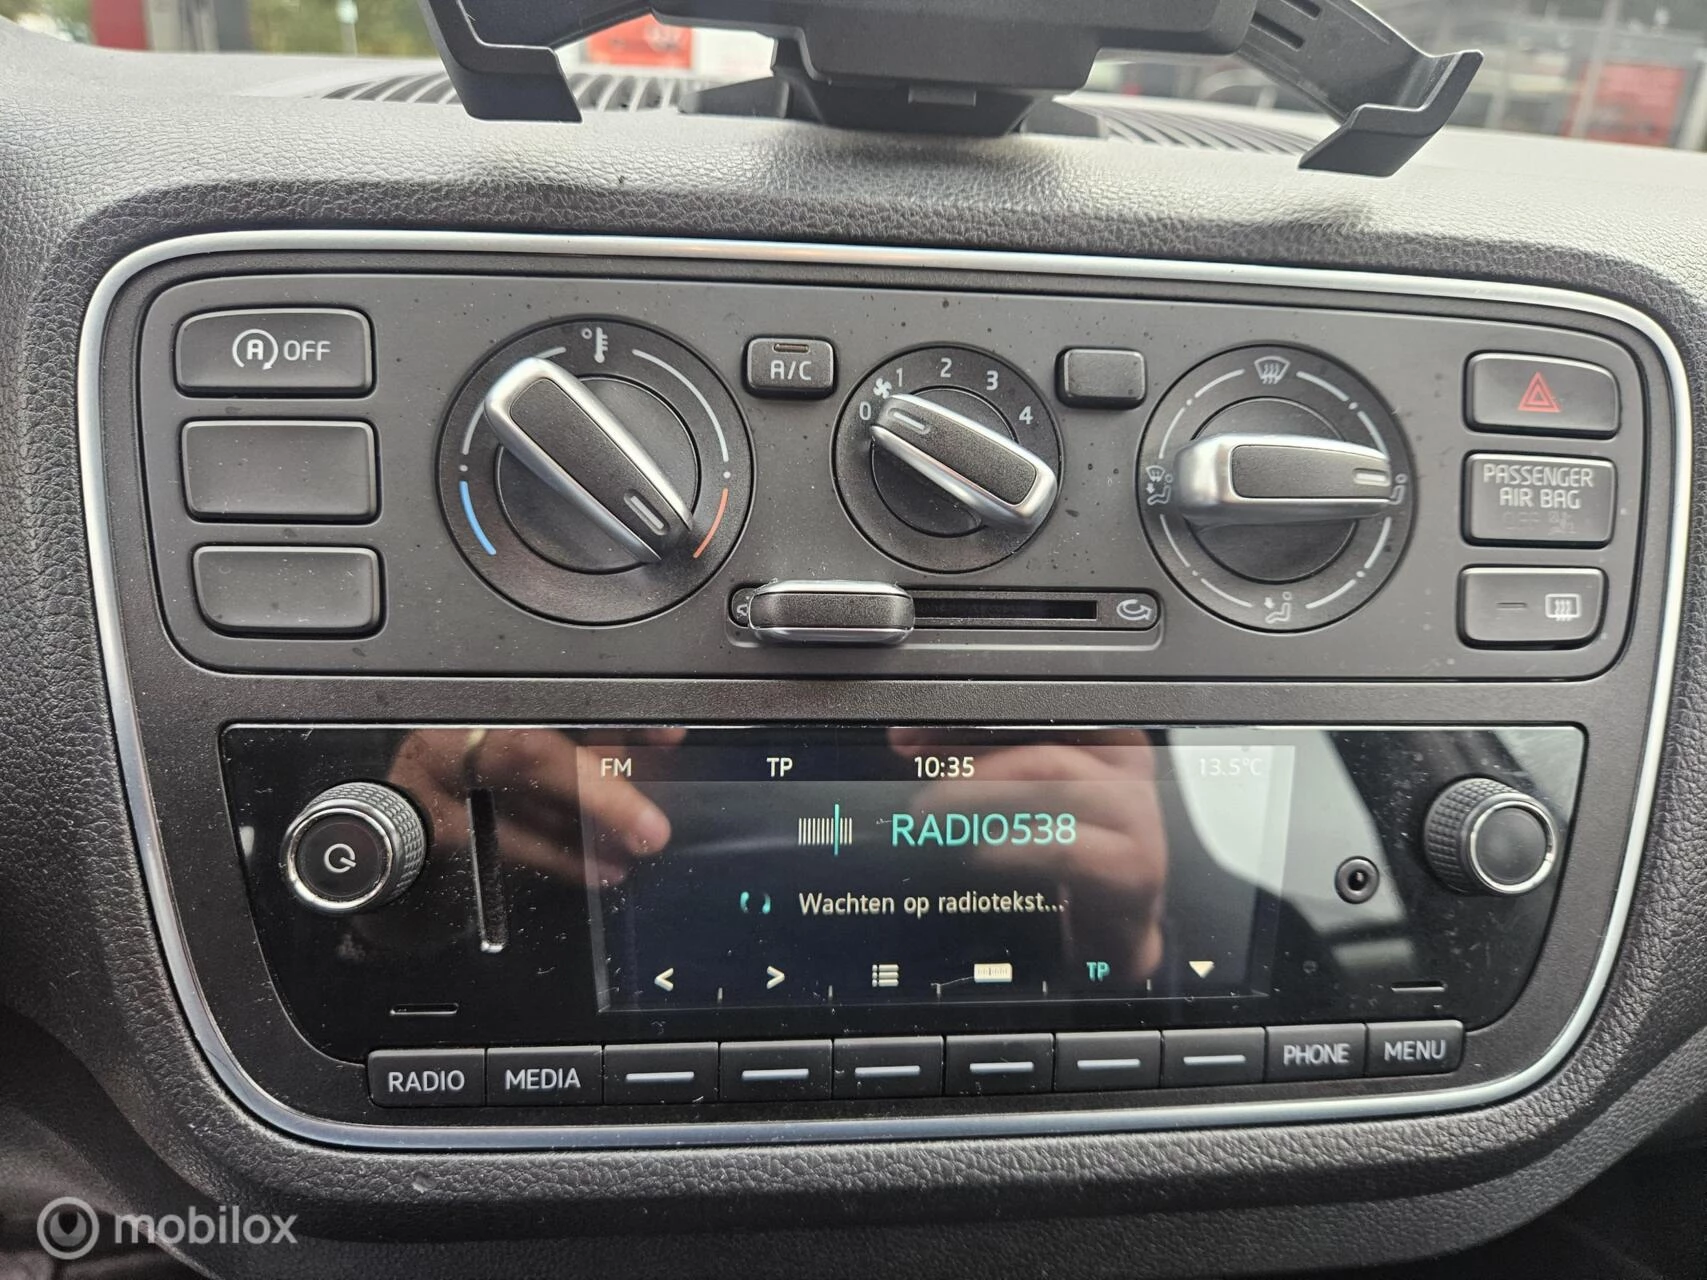 A OFF
A/C
0 1 2 3 4
PASSENGER
AIR BAG
OFF
FM TP 10:35 13.5°C
RADIO538
Wachten op radiotekst...
< > TP
RADIO MEDIA PHONE MENU
mobilox